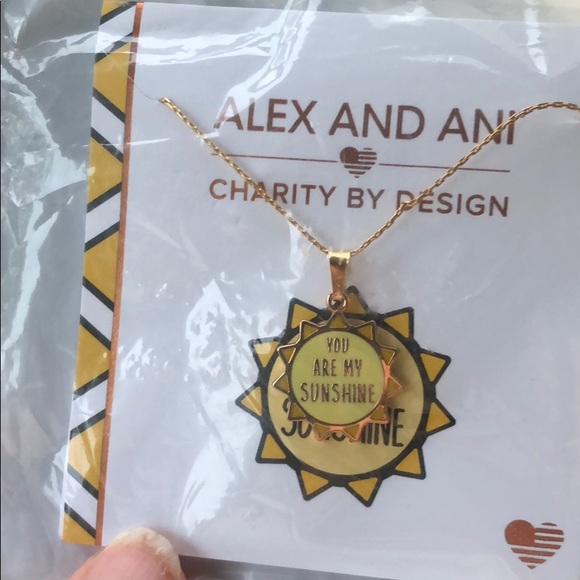 ALEX AND ANI
CHARITY BY DESIGN
YOU
ARE MY
SUNSHINE